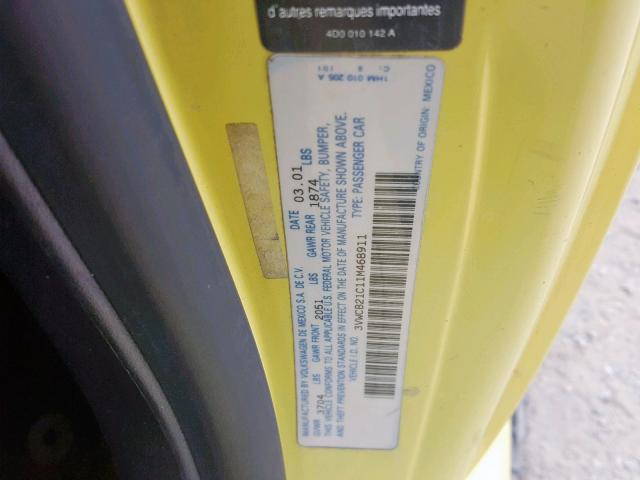 d'autres remarques importantes
4D0 010 142 A
1HM 010 205 A
MANUFACTURED BY VOLKSWAGEN DE MEXICO S.A. DE C.V. DATE 03.01
GVWR 3704 LBS GAWR FRONT 2051 LBS GAWR REAR 1874 LBS
THIS VEHICLE CONFORMS TO ALL APPLICABLE U.S. FEDERAL MOTOR VEHICLE SAFETY, BUMPER,
AND THEFT PREVENTION STANDARDS IN EFFECT ON THE DATE OF MANUFACTURE SHOWN ABOVE.
VEHICLE I.D. NO. 3VWCB21C11M468911 TYPE: PASSENGER CAR
COUNTRY OF ORIGIN: MEXICO